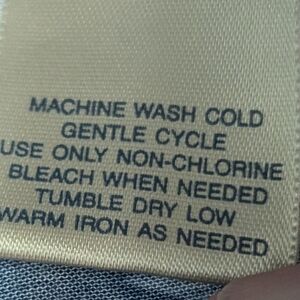 MACHINE WASH COLD
GENTLE CYCLE
USE ONLY NON-CHLORINE
BLEACH WHEN NEEDED
TUMBLE DRY LOW
WARM IRON AS NEEDED